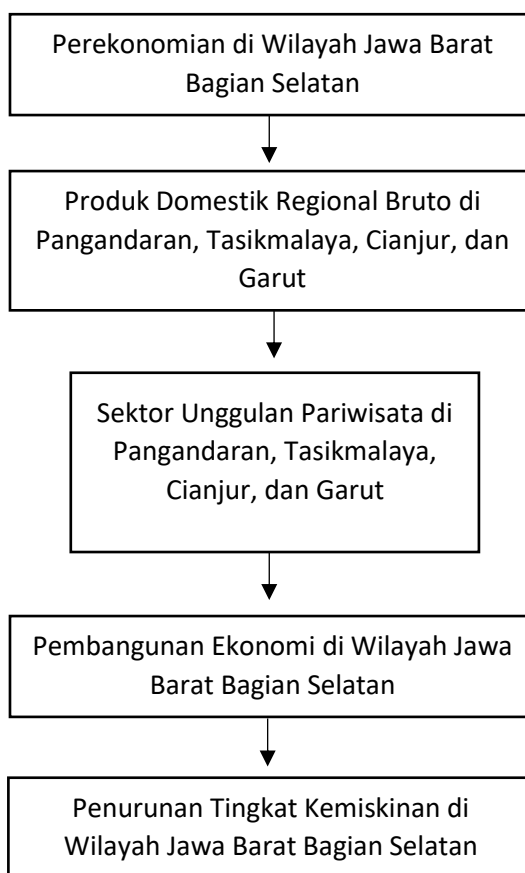 Perekonomian di Wilayah Jawa Barat
Bagian Selatan
Produk Domestik Regional Bruto di
Pangandaran, Tasikmalaya, Cianjur, dan
Garut
Sektor Unggulan Pariwisata di
Pangandaran, Tasikmalaya,
Cianjur, dan Garut
Pembangunan Ekonomi di Wilayah Jawa
Barat Bagian Selatan
Penurunan Tingkat Kemiskinan di
Wilayah Jawa Barat Bagian Selatan